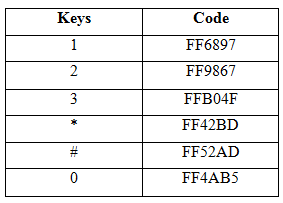 Keys Code
1 FF6897
2 FF9867
3 FFB04F
* FF42BD
# FF52AD
0 FF4AB5